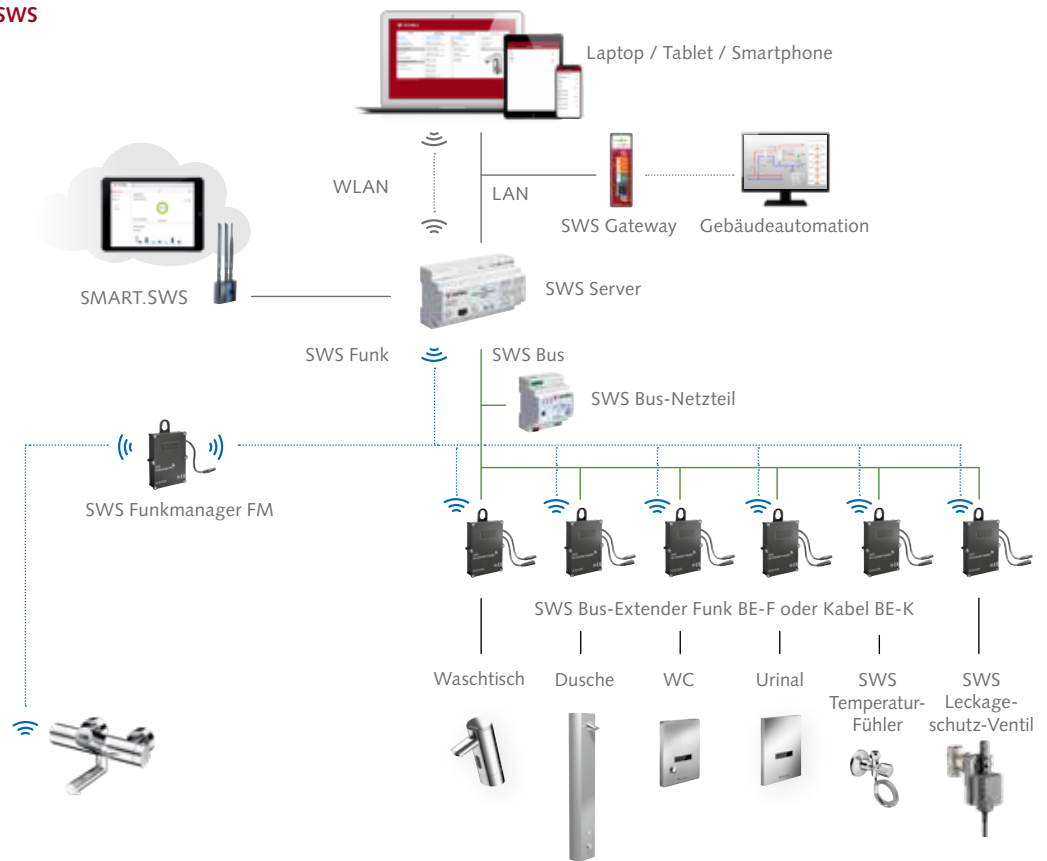 SWS
Laptop / Tablet / Smartphone
WLAN
LAN
SWS Gateway
Gebäudeautomation
SMART.SWS
SWS Server
SWS Funk
SWS Bus
SWS Bus-Netzteil
SWS Funkmanager FM
SWS Bus-Extender Funk BE-F oder Kabel BE-K
Waschtisch
Dusche
WC
Urinal
SWS
Temperatur-
Fühler
SWS
Leckage-
schutz-Ventil